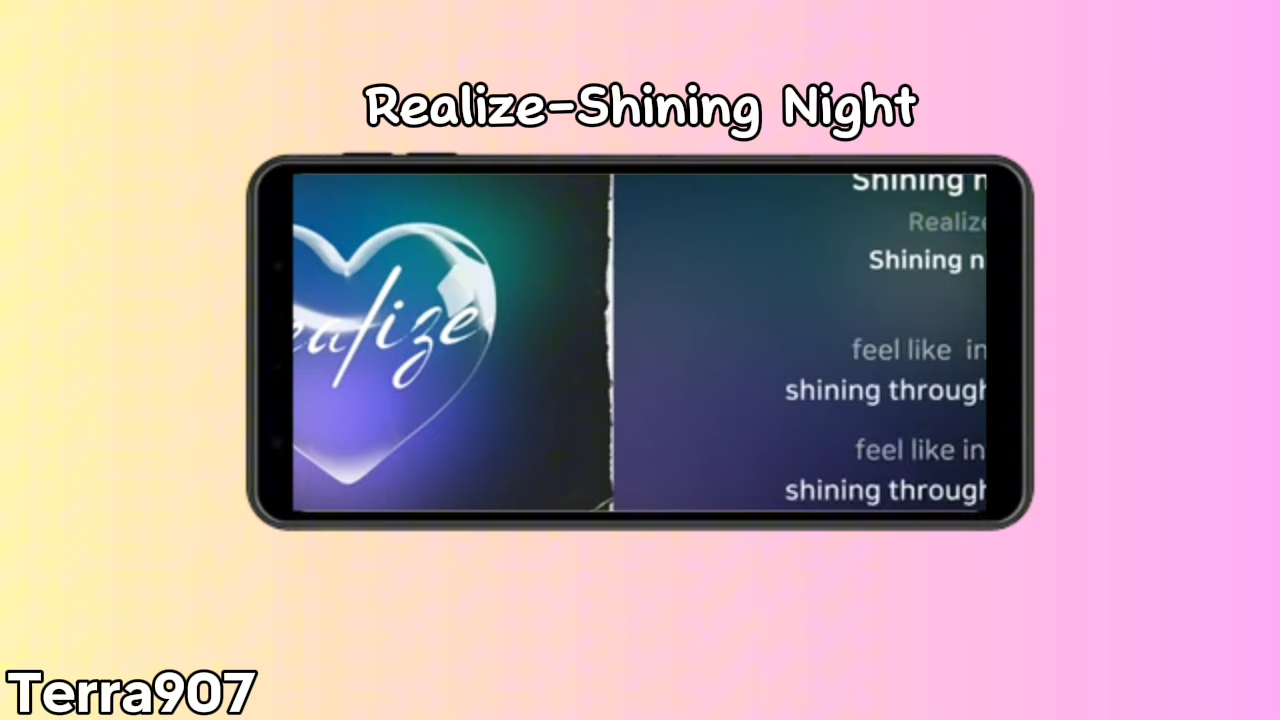 Realize-Shining Night
ealize
Shining n
Realize
Shining n
feel like in
shining through
feel like in
shining through
Terra907